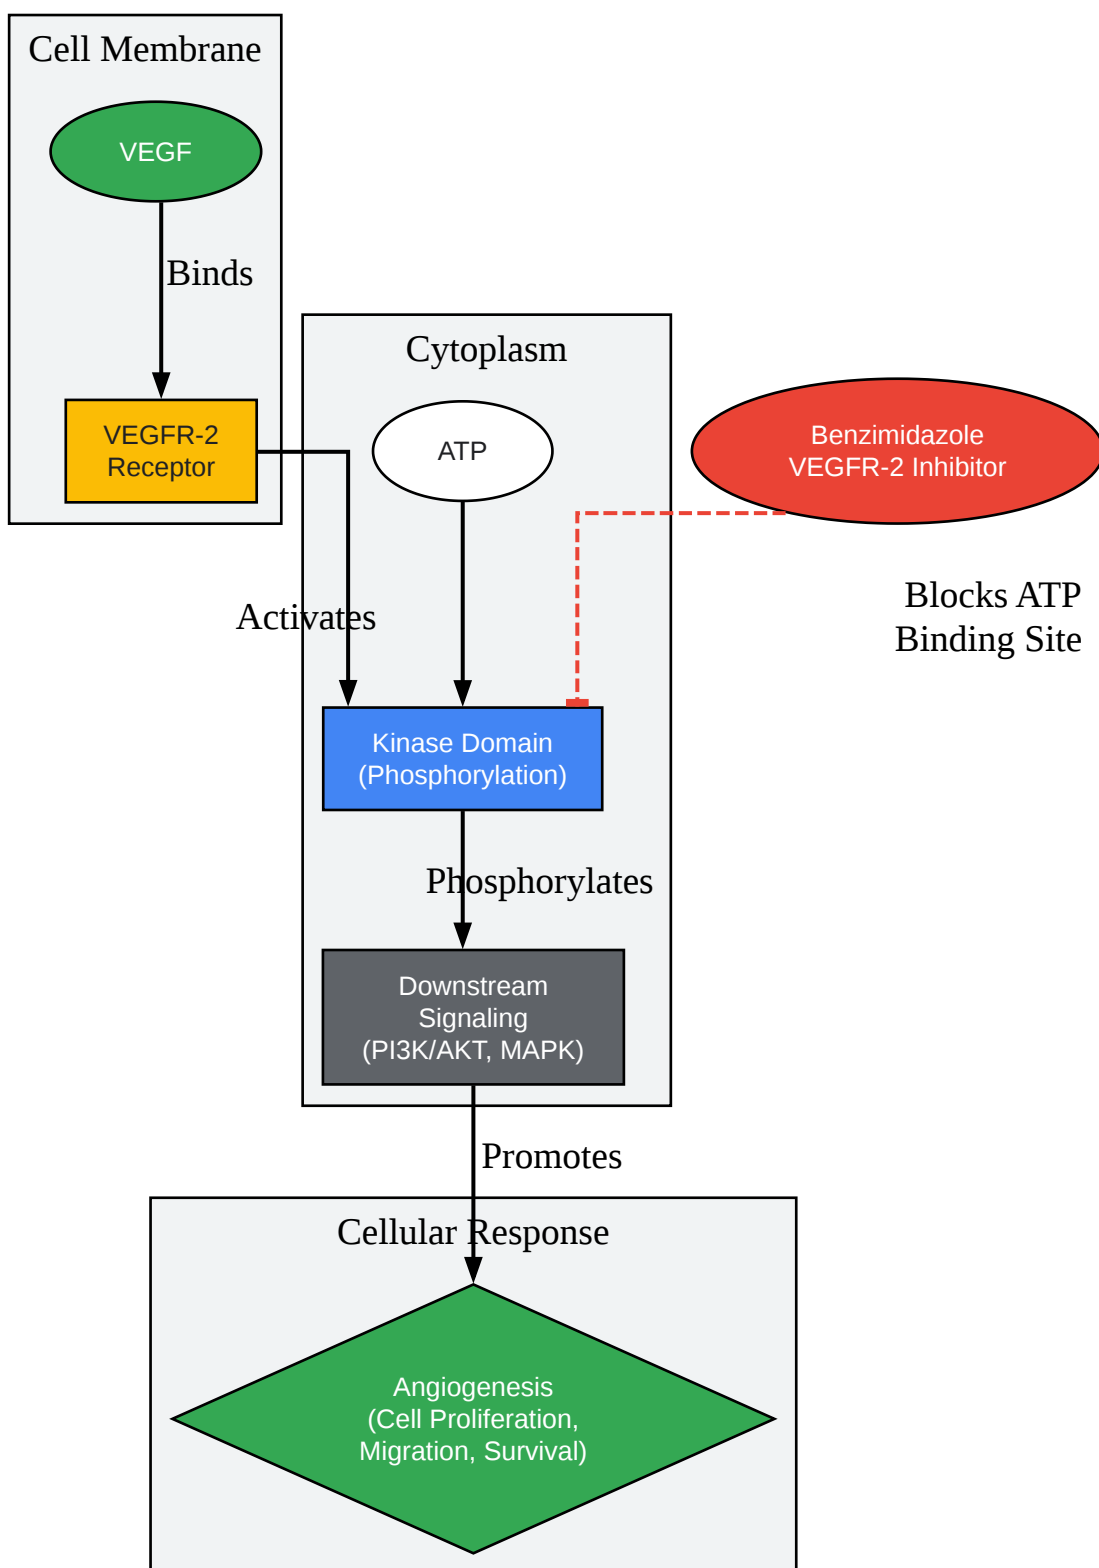 Cell Membrane
VEGF
Binds
VEGFR-2
Receptor
Cytoplasm
ATP
Benzimidazole
VEGFR-2 Inhibitor
Activates
Blocks ATP
Binding Site
Kinase Domain
(Phosphorylation)
Phosphorylates
Downstream
Signaling
(PI3K/AKT, MAPK)
Promotes
Cellular Response
Angiogenesis
(Cell Proliferation,
Migration, Survival)